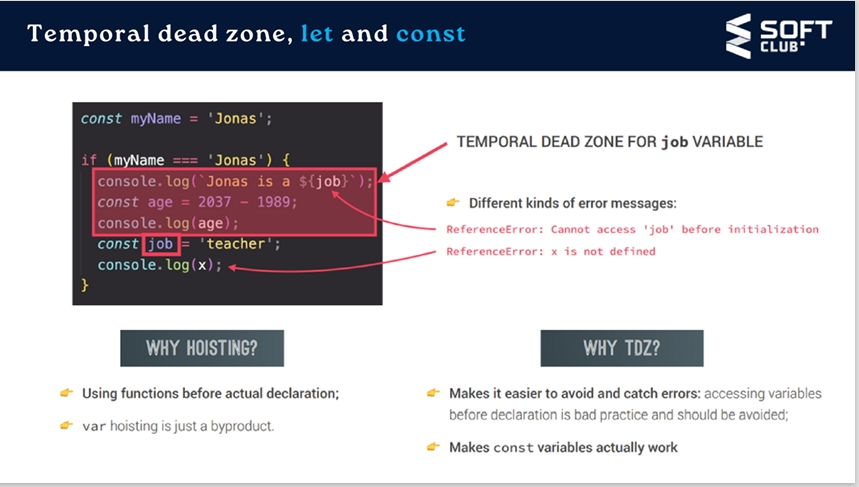 Temporal dead zone, let and const
SOFT
CLUB.
const myName = 'Jonas';
if (myName === 'Jonas') {
console.log(`Jonas is a ${job}`);
const age = 2037 - 1989;
console.log(age);
const job = 'teacher';
console.log(x);
}
TEMPORAL DEAD ZONE FOR job VARIABLE
👉 Different kinds of error messages:
ReferenceError: Cannot access 'job' before initialization
ReferenceError: x is not defined
WHY HOISTING?
👉 Using functions before actual declaration;
👉 var hoisting is just a byproduct.
WHY TDZ?
👉 Makes it easier to avoid and catch errors: accessing variables
before declaration is bad practice and should be avoided;
👉 Makes const variables actually work